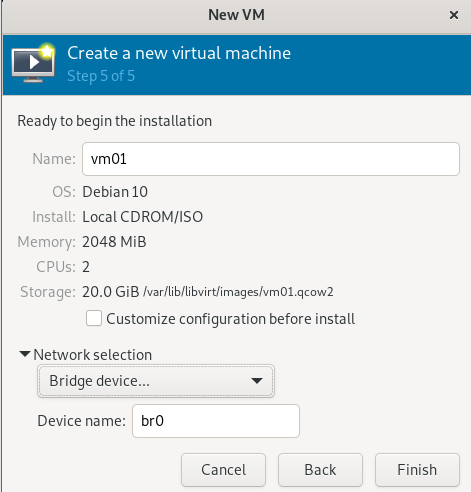 New VM
×
Create a new virtual machine
Step 5 of 5
Ready to begin the installation
Name: vm01
OS: Debian 10
Install: Local CDROM/ISO
Memory: 2048 MiB
CPUs: 2
Storage: 20.0 GiB /var/lib/libvirt/images/vm01.qcow2
Customize configuration before install
Network selection
Bridge device...
Device name: br0
Cancel Back Finish